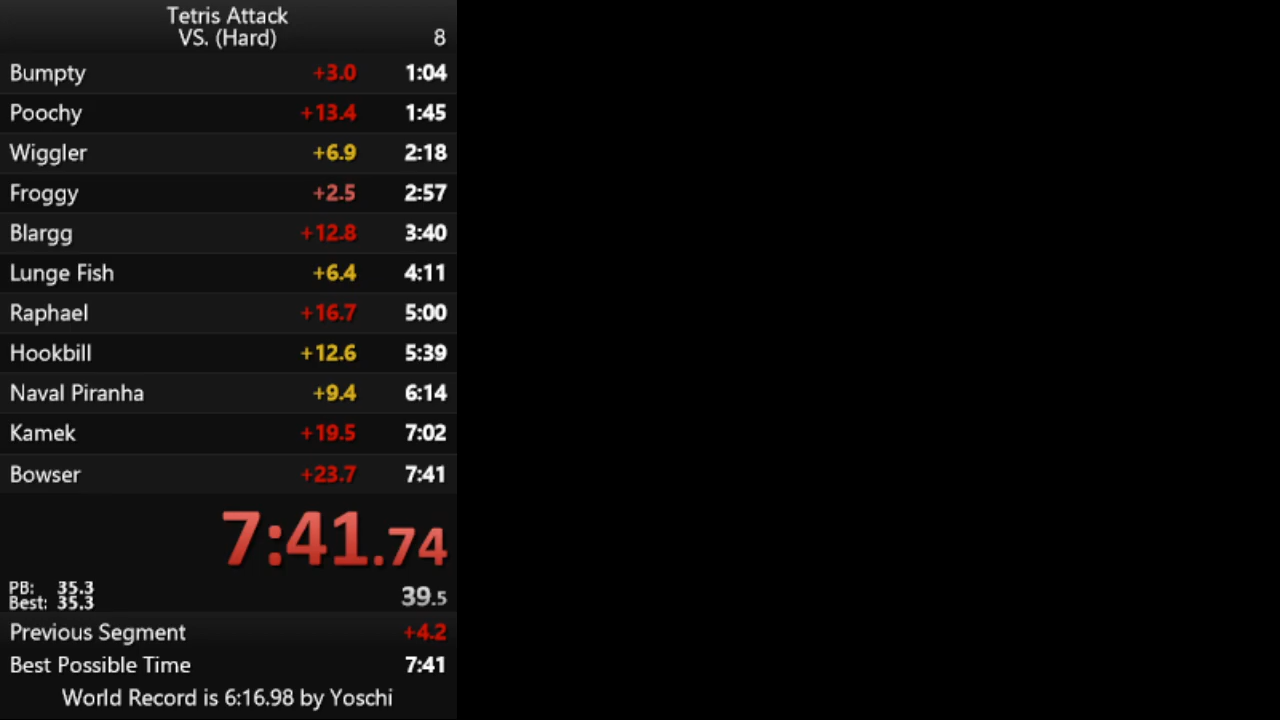 Tetris Attack
VS. (Hard) 8
Bumpty +3.0 1:04
Poochy +13.4 1:45
Wiggler +6.9 2:18
Froggy +2.5 2:57
Blargg +12.8 3:40
Lunge Fish +6.4 4:11
Raphael +16.7 5:00
Hookbill +12.6 5:39
Naval Piranha +9.4 6:14
Kamek +19.5 7:02
Bowser +23.7 7:41
7:41.74
PB: 35.3
Best: 35.3 39.5
Previous Segment +4.2
Best Possible Time 7:41
World Record is 6:16.98 by Yoschi